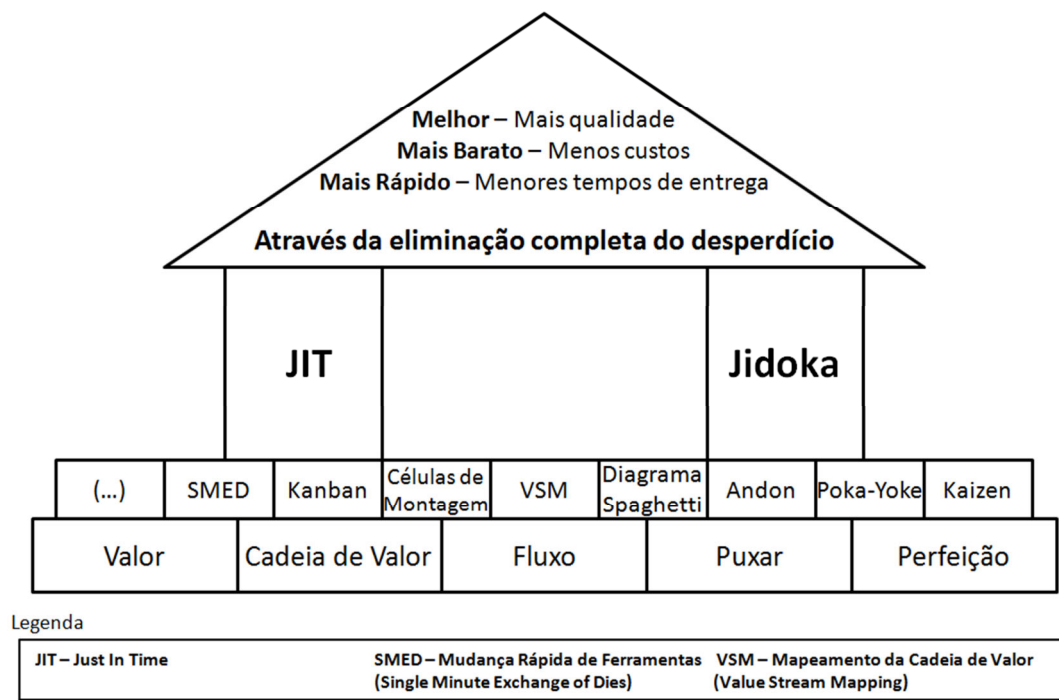 Melhor – Mais qualidade
Mais Barato – Menos custos
Mais Rápido – Menores tempos de entrega
Através da eliminação completa do desperdício
JIT
Jidoka
(...)
SMED
Kanban
Células de
Montagem
VSM
Diagrama
Spaghetti
Andon
Poka-Yoke
Kaizen
Valor
Cadeia de Valor
Fluxo
Puxar
Perfeição
Legenda
JIT – Just In Time
SMED – Mudança Rápida de Ferramentas
(Single Minute Exchange of Dies)
VSM – Mapeamento da Cadeia de Valor
(Value Stream Mapping)